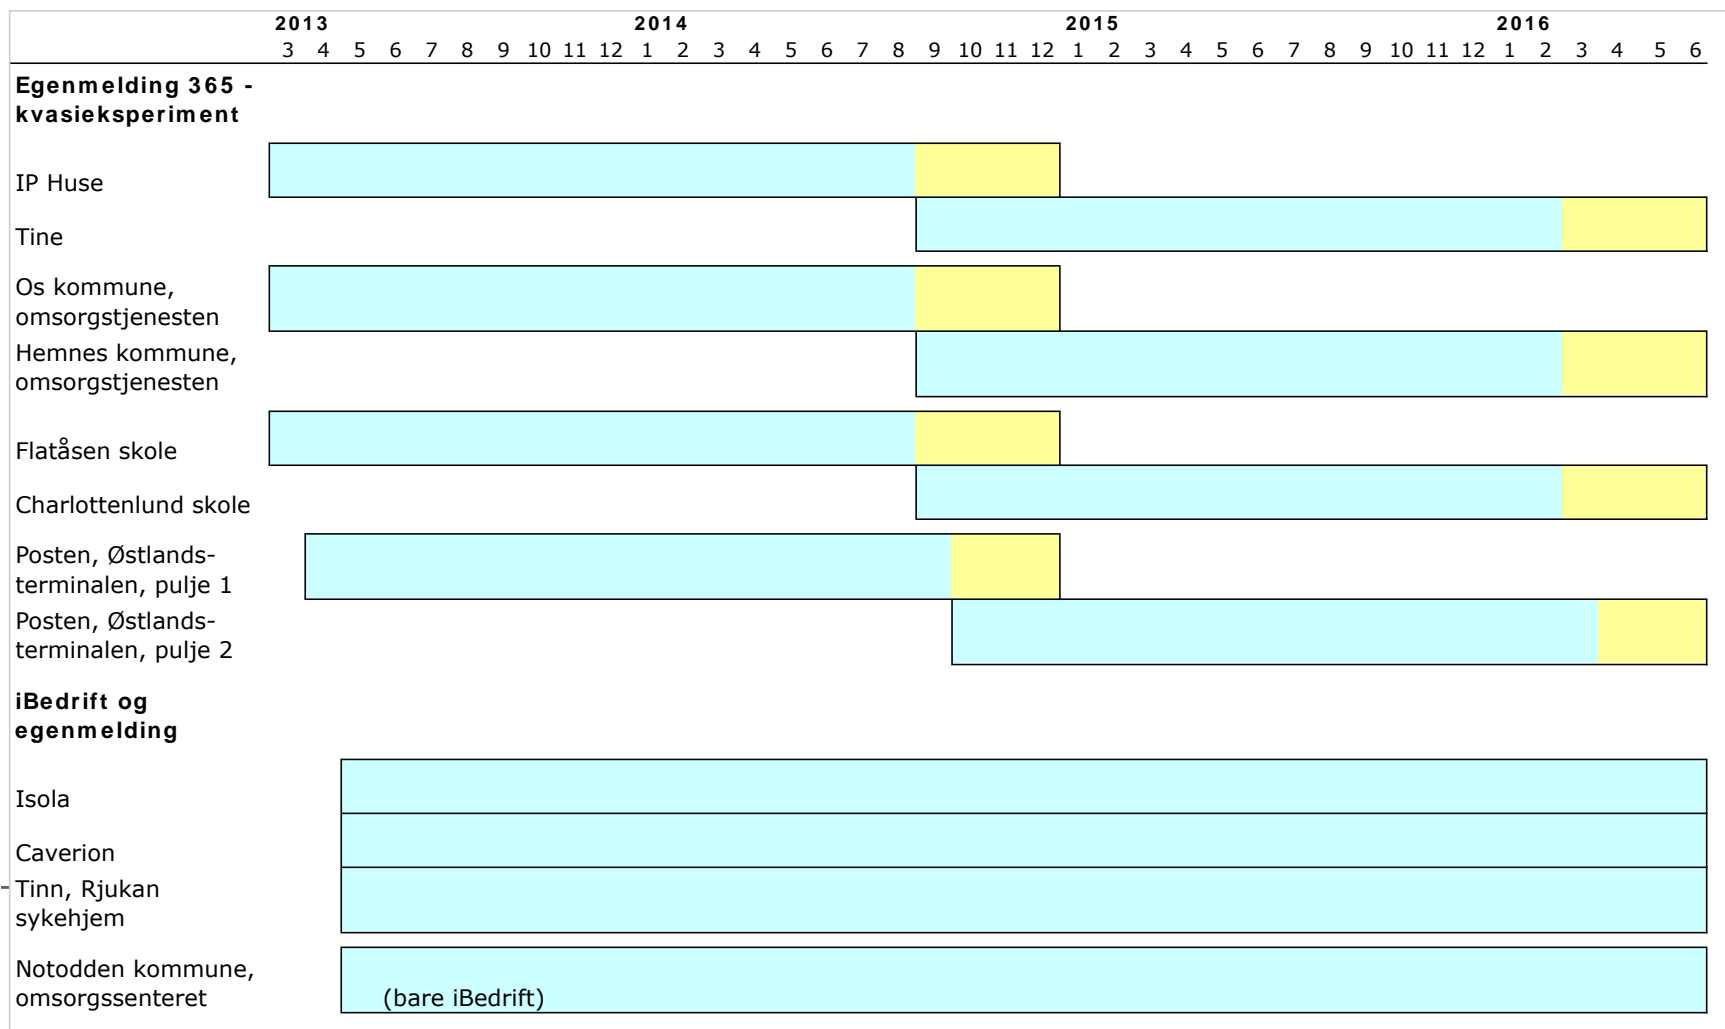 2013 2014 2015 2016
3 4 5 6 7 8 9 10 11 12 1 2 3 4 5 6 7 8 9 10 11 12 1 2 3 4 5 6 7 8 9 10 11 12 1 2 3 4 5 6
Egenmelding 365 -
kvasieksperiment
IP Huse
Tine
Os kommune,
omsorgstjenesten
Hemnes kommune,
omsorgstjenesten
Flatåsen skole
Charlottenlund skole
Posten, Østlands-
terminalen, pulje 1
Posten, Østlands-
terminalen, pulje 2
iBedrift og
egenmelding
Isola
Caverion
Tinn, Rjukan
sykehjem
Notodden kommune,
omsorgssenteret (bare iBedrift)